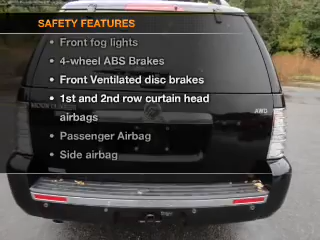 SAFETY FEATURES
• Front fog lights
• 4-wheel ABS Brakes
• Front Ventilated disc brakes
• 1st and 2nd row curtain head
airbags
• Passenger Airbag
• Side airbag
AWD